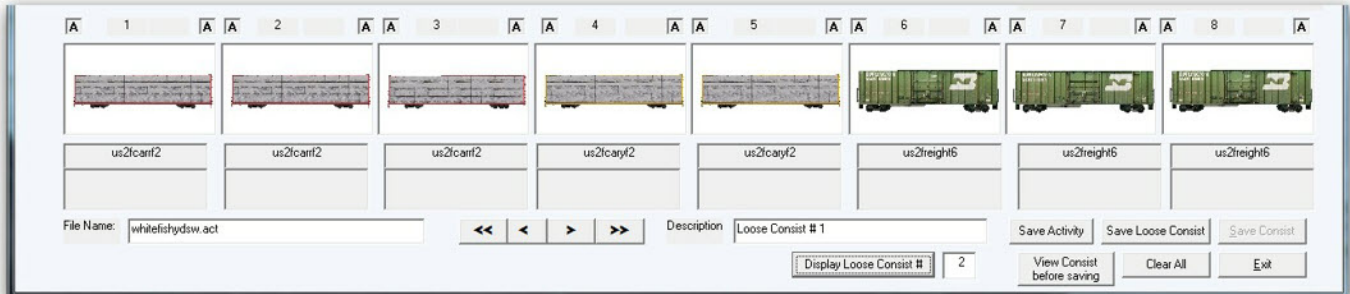 A 1 A A 2 A A 3 A A 4 A A 5 A A 6 A A 7 A A 8 A
us2fcarrf2 us2fcarrf2 us2fcarrf2 us2fcaryf2 us2fcaryf2 us2freight6 us2freight6 us2freight6
File Name: whitefishydsw.act << < > >> Description Loose Consist # 1 Save Activity Save Loose Consist Save Consist
Display Loose Consist # 2 View Consist before saving Clear All Exit